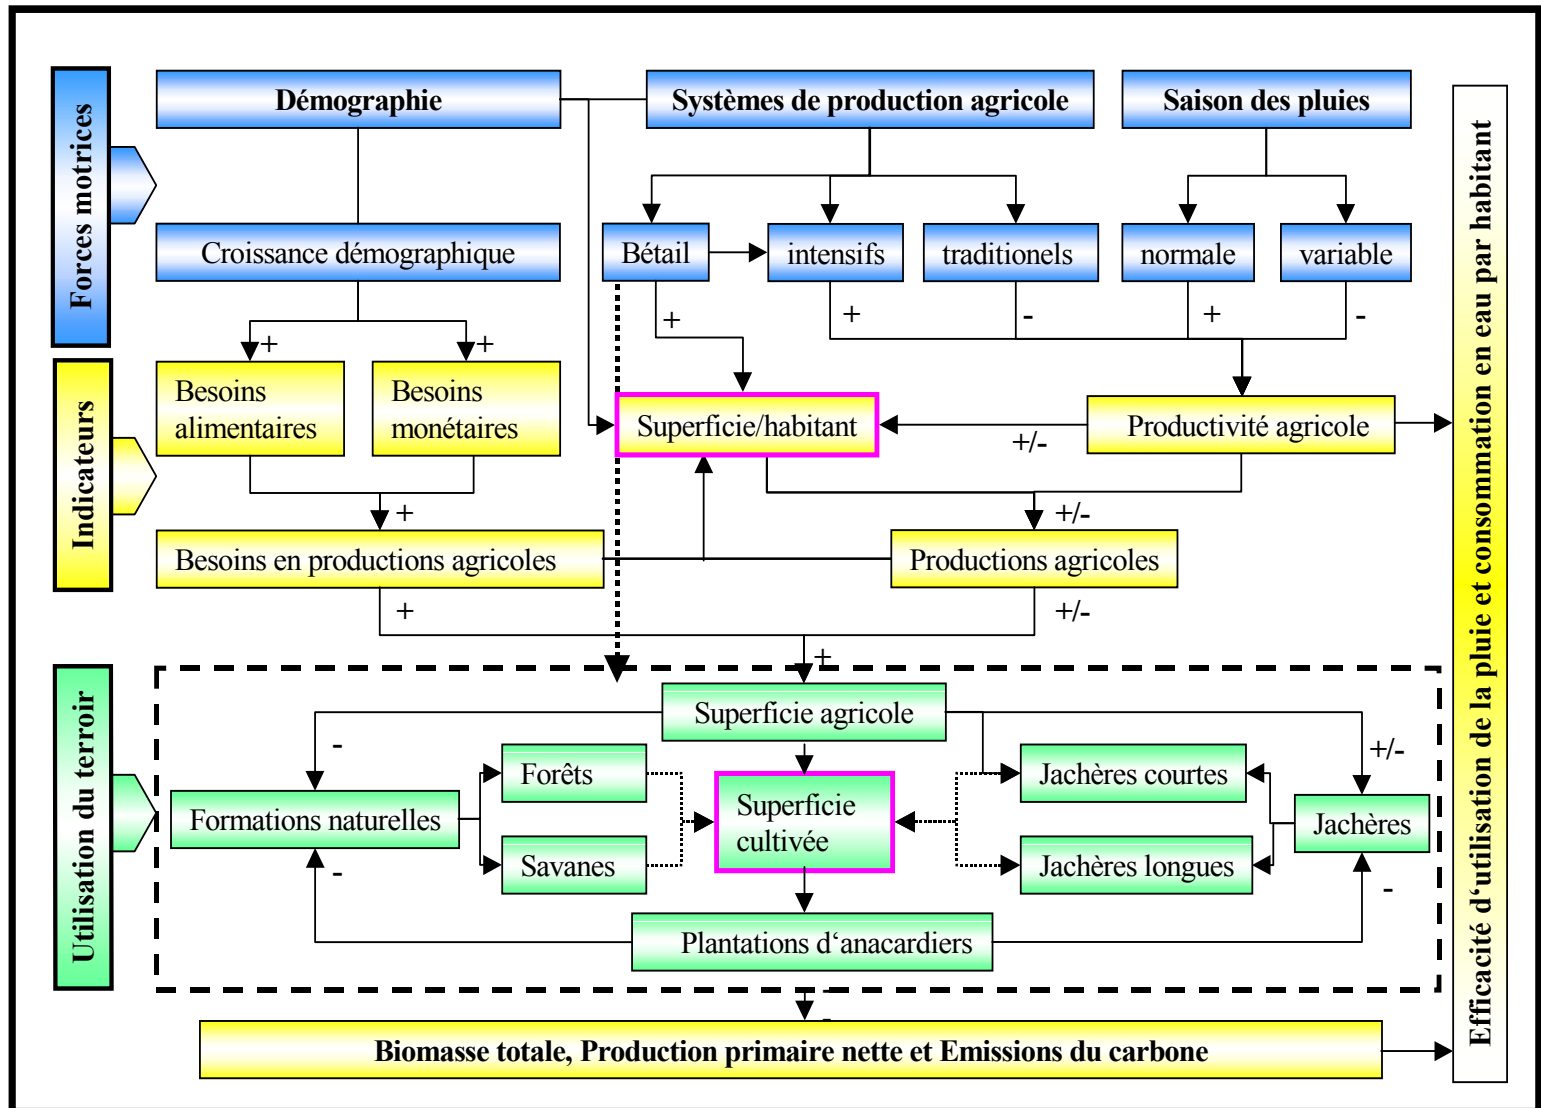 Démographie
Systèmes de production agricole
Saison des pluies
Forces motrices
Croissance démographique
Bétail
intensifs
traditionels
normale
variable
+
+
-
+
-
+
+
Besoins
alimentaires
Besoins
monétaires
Superficie/habitant
+/-
Productivité agricole
Indicateurs
+
+/-
Besoins en productions agricoles
Productions agricoles
+
+/-
+
Utilisation du terroir
Superficie agricole
-
+/-
Forêts
Jachères courtes
Formations naturelles
Superficie
cultivée
Jachères
Savanes
Jachères longues
-
-
Plantations d‘anacardiers
-
-
Biomasse totale, Production primaire nette et Emissions du carbone
Efficacité d‘utilisation de la pluie et consommation en eau par habitant